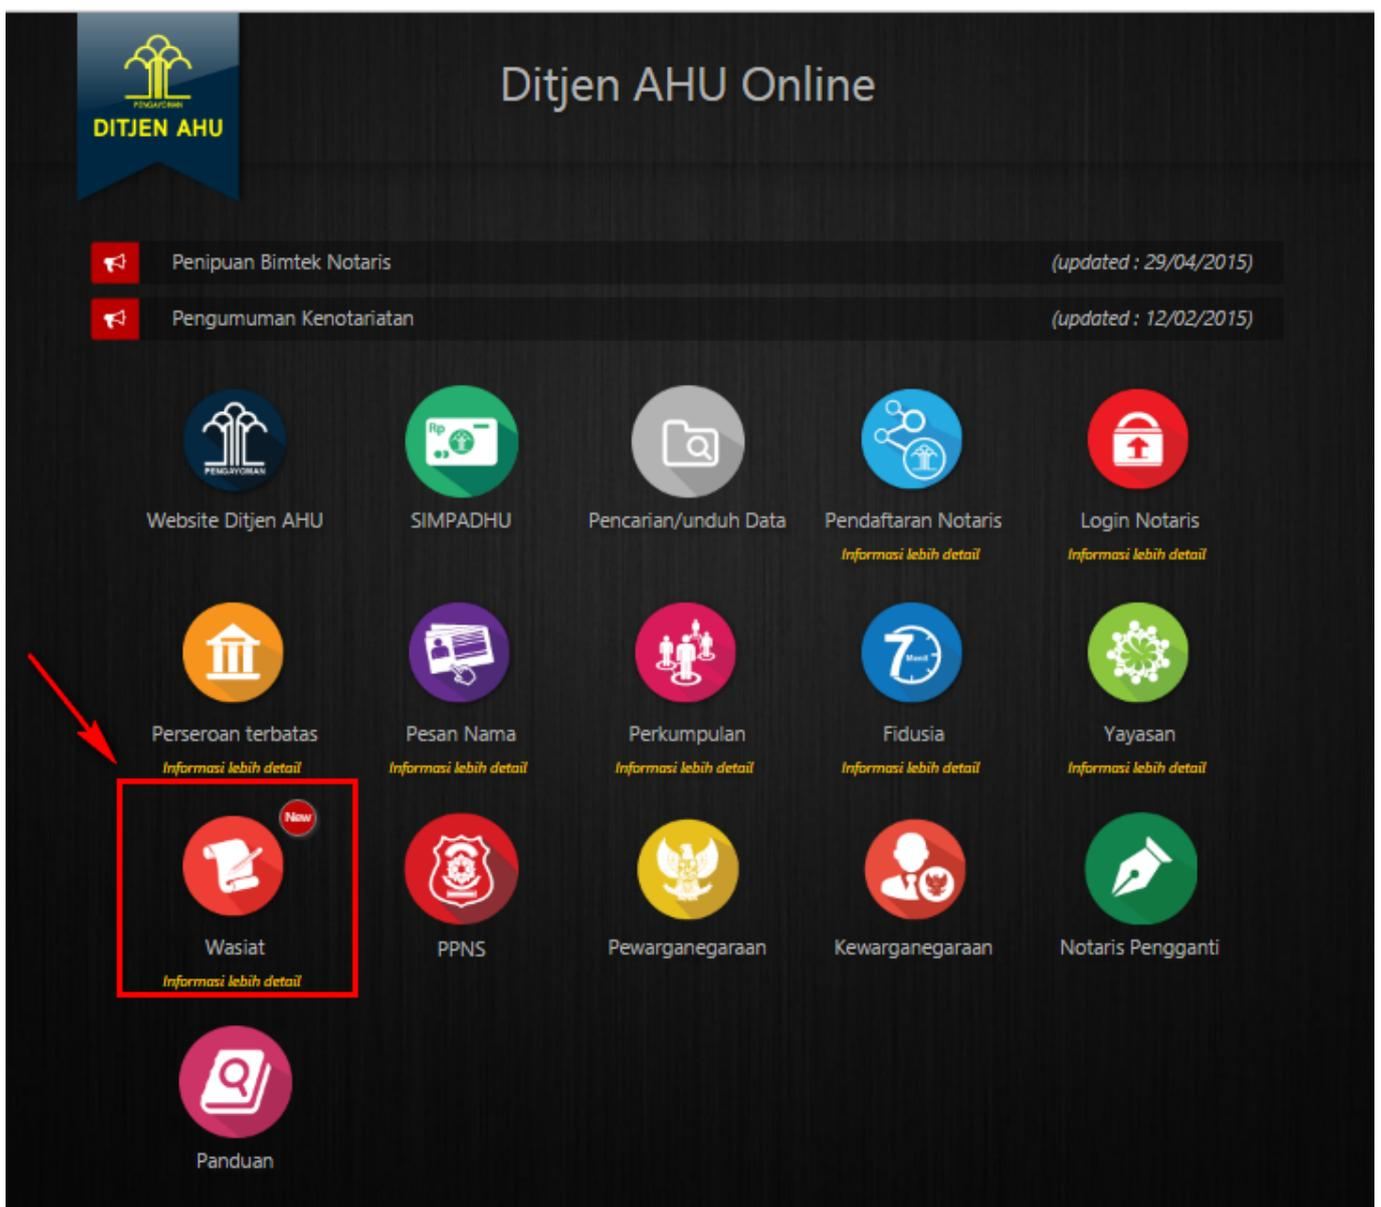 PENGAYOMAN
DITJEN AHU
Ditjen AHU Online
Penipuan Bimtek Notaris (updated : 29/04/2015)
Pengumuman Kenotariatan (updated : 12/02/2015)
PENGAYOMAN
Rp
Website Ditjen AHU SIMPADHU Pencarian/unduh Data Pendaftaran Notaris Login Notaris
Informasi lebih detail Informasi lebih detail
7 Menit
Perseroan terbatas Pesan Nama Perkumpulan Fidusia Yayasan
Informasi lebih detail Informasi lebih detail Informasi lebih detail Informasi lebih detail Informasi lebih detail
New
Wasiat PPNS Pewarganegaraan Kewarganegaraan Notaris Pengganti
Informasi lebih detail
Panduan